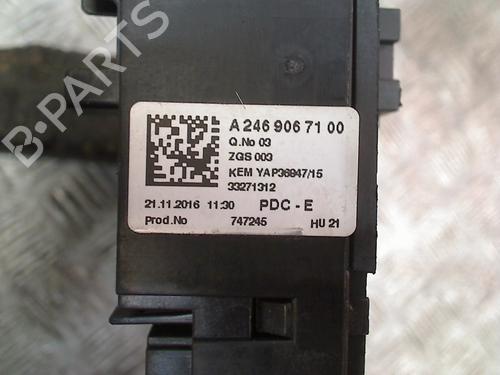 A 246 906 71 00
Q.No 03
ZGS 003
KEM YAP36947/15
33271312
21.11.2016 11:30 PDC - E
Prod.No 747245 HU 21
B-PARTS